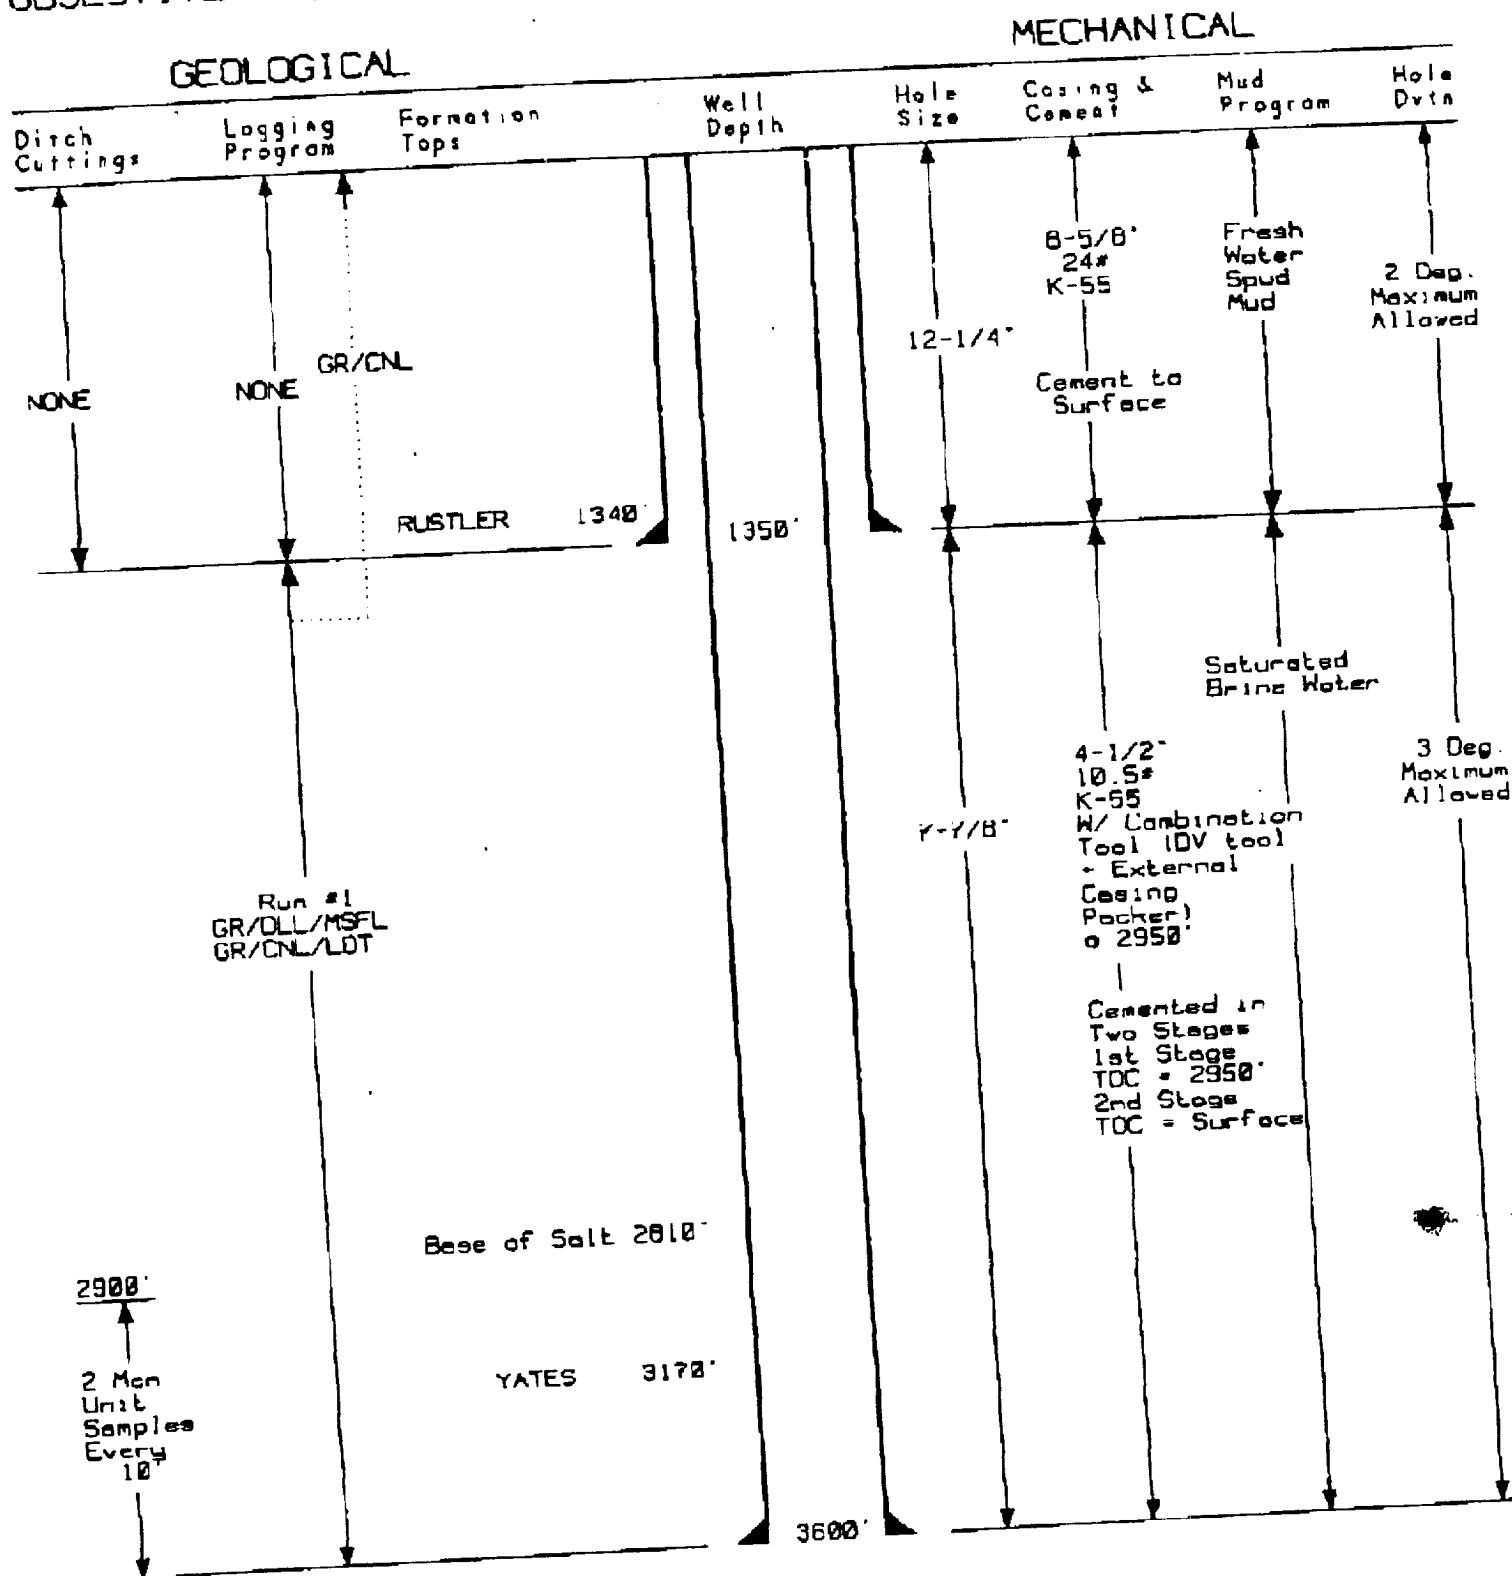 GEOLOGICAL
MECHANICAL
Ditch
Cuttings
Logging
Program
Formation
Tops
Well
Depth
Hole
Size
Casing &
Cement
Mud
Program
Hole
Dvtn
NONE
NONE
GR/CNL
RUSTLER 1340'
1350'
12-1/4"
8-5/8"
24#
K-55
Cement to
Surface
Fresh
Water
Spud
Mud
2 Deg.
Maximum
Allowed
Run #1
GR/DLL/MSFL
GR/CNL/LDT
7-7/8"
4-1/2"
10.5#
K-55
W/ Combination
Tool (DV tool
- External
Casing
Packer)
@ 2950'
Cemented in
Two Stages
1st Stage
TOC = 2950'
2nd Stage
TOC = Surface
Saturated
Brine Water
3 Deg.
Maximum
Allowed
Base of Salt 2810'
2900'
2 Man
Unit
Samples
Every
10'
YATES 3170'
3600'